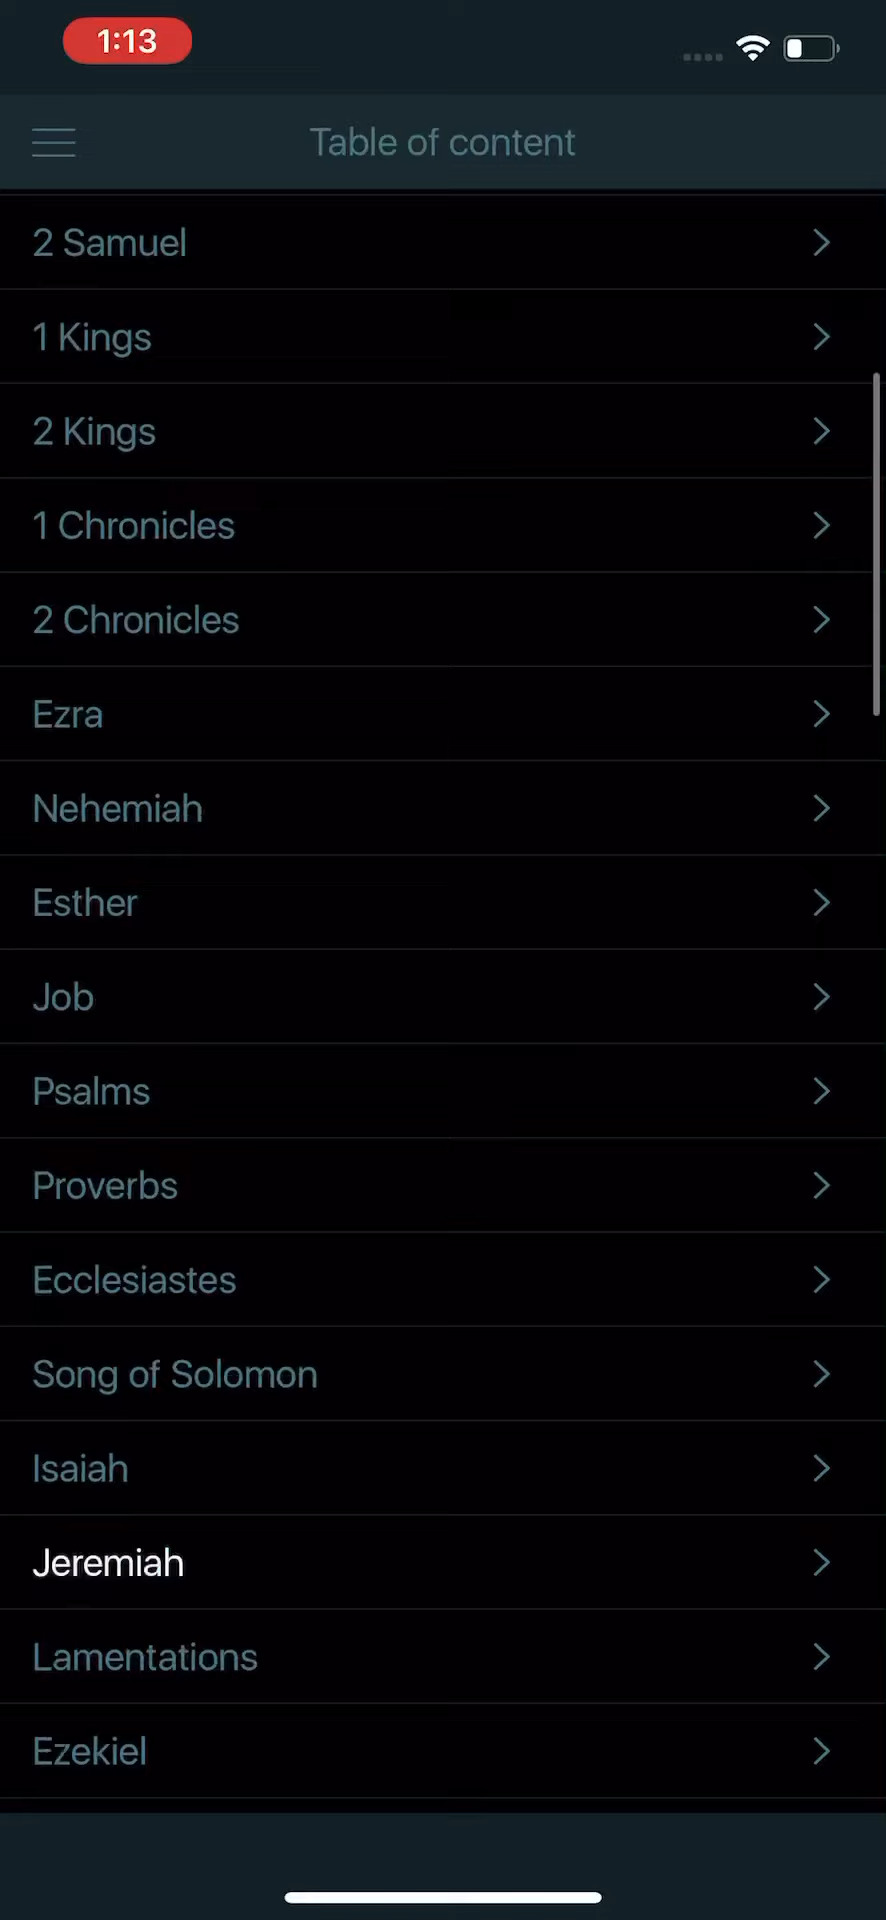 1:13
Table of content
2 Samuel
1 Kings
2 Kings
1 Chronicles
2 Chronicles
Ezra
Nehemiah
Esther
Job
Psalms
Proverbs
Ecclesiastes
Song of Solomon
Isaiah
Jeremiah
Lamentations
Ezekiel